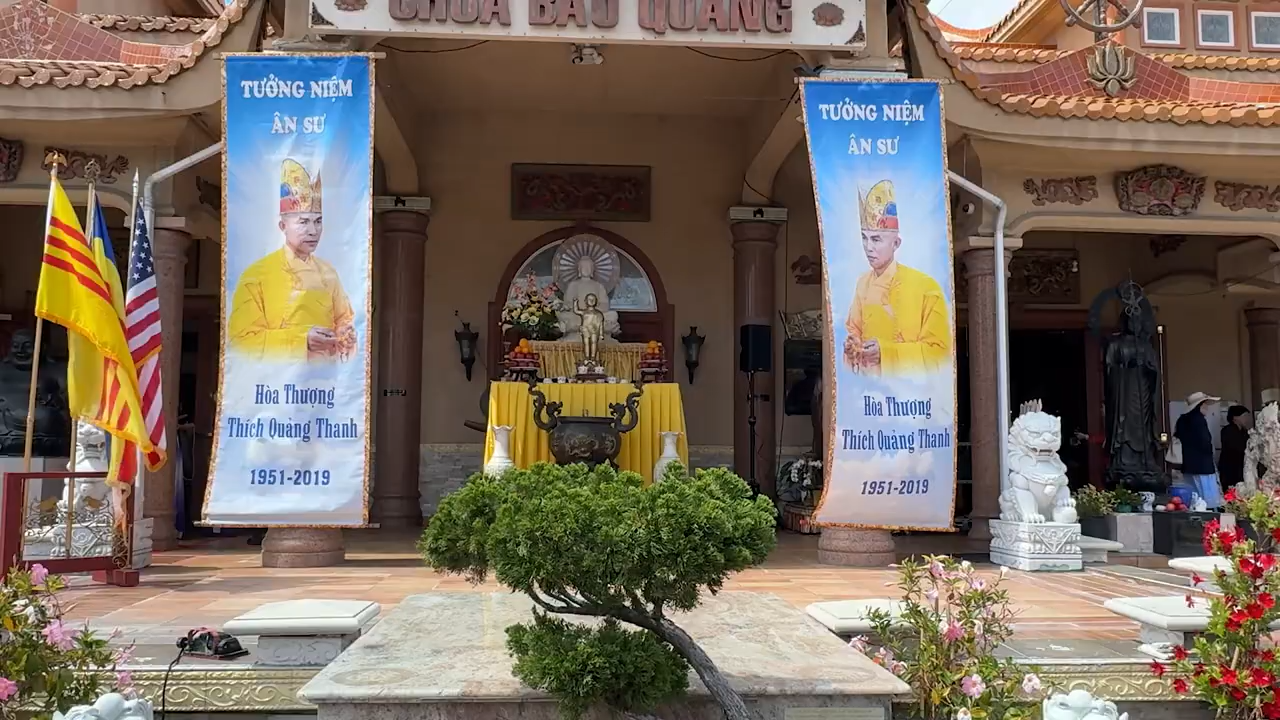 CHÙA BẢO QUANG
TƯỞNG NIỆM
ÂN SƯ
Hòa Thượng
Thích Quảng Thanh
1951-2019
TƯỞNG NIỆM
ÂN SƯ
Hòa Thượng
Thích Quảng Thanh
1951-2019